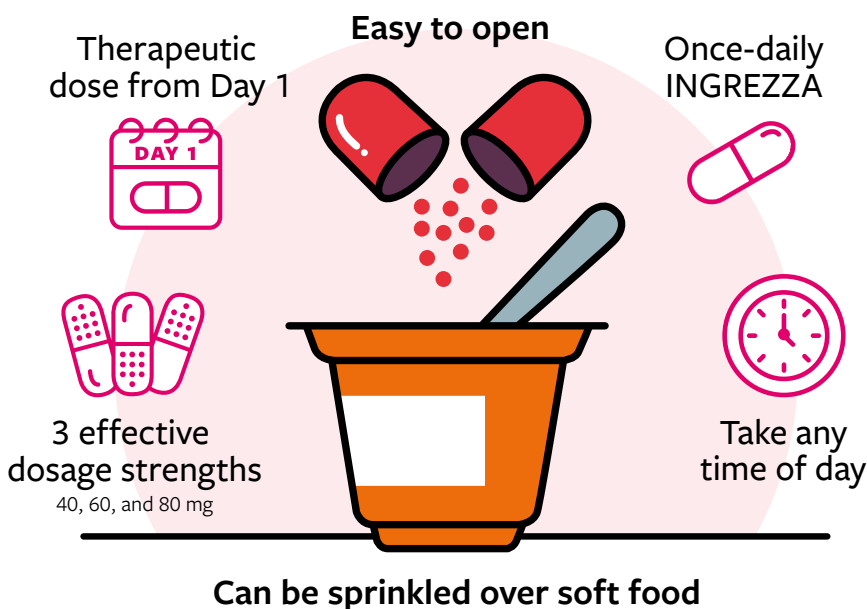 Easy to open
Therapeutic
dose from Day 1
DAY 1
Once-daily
INGREZZA
3 effective
dosage strengths
40, 60, and 80 mg
Take any
time of day
Can be sprinkled over soft food